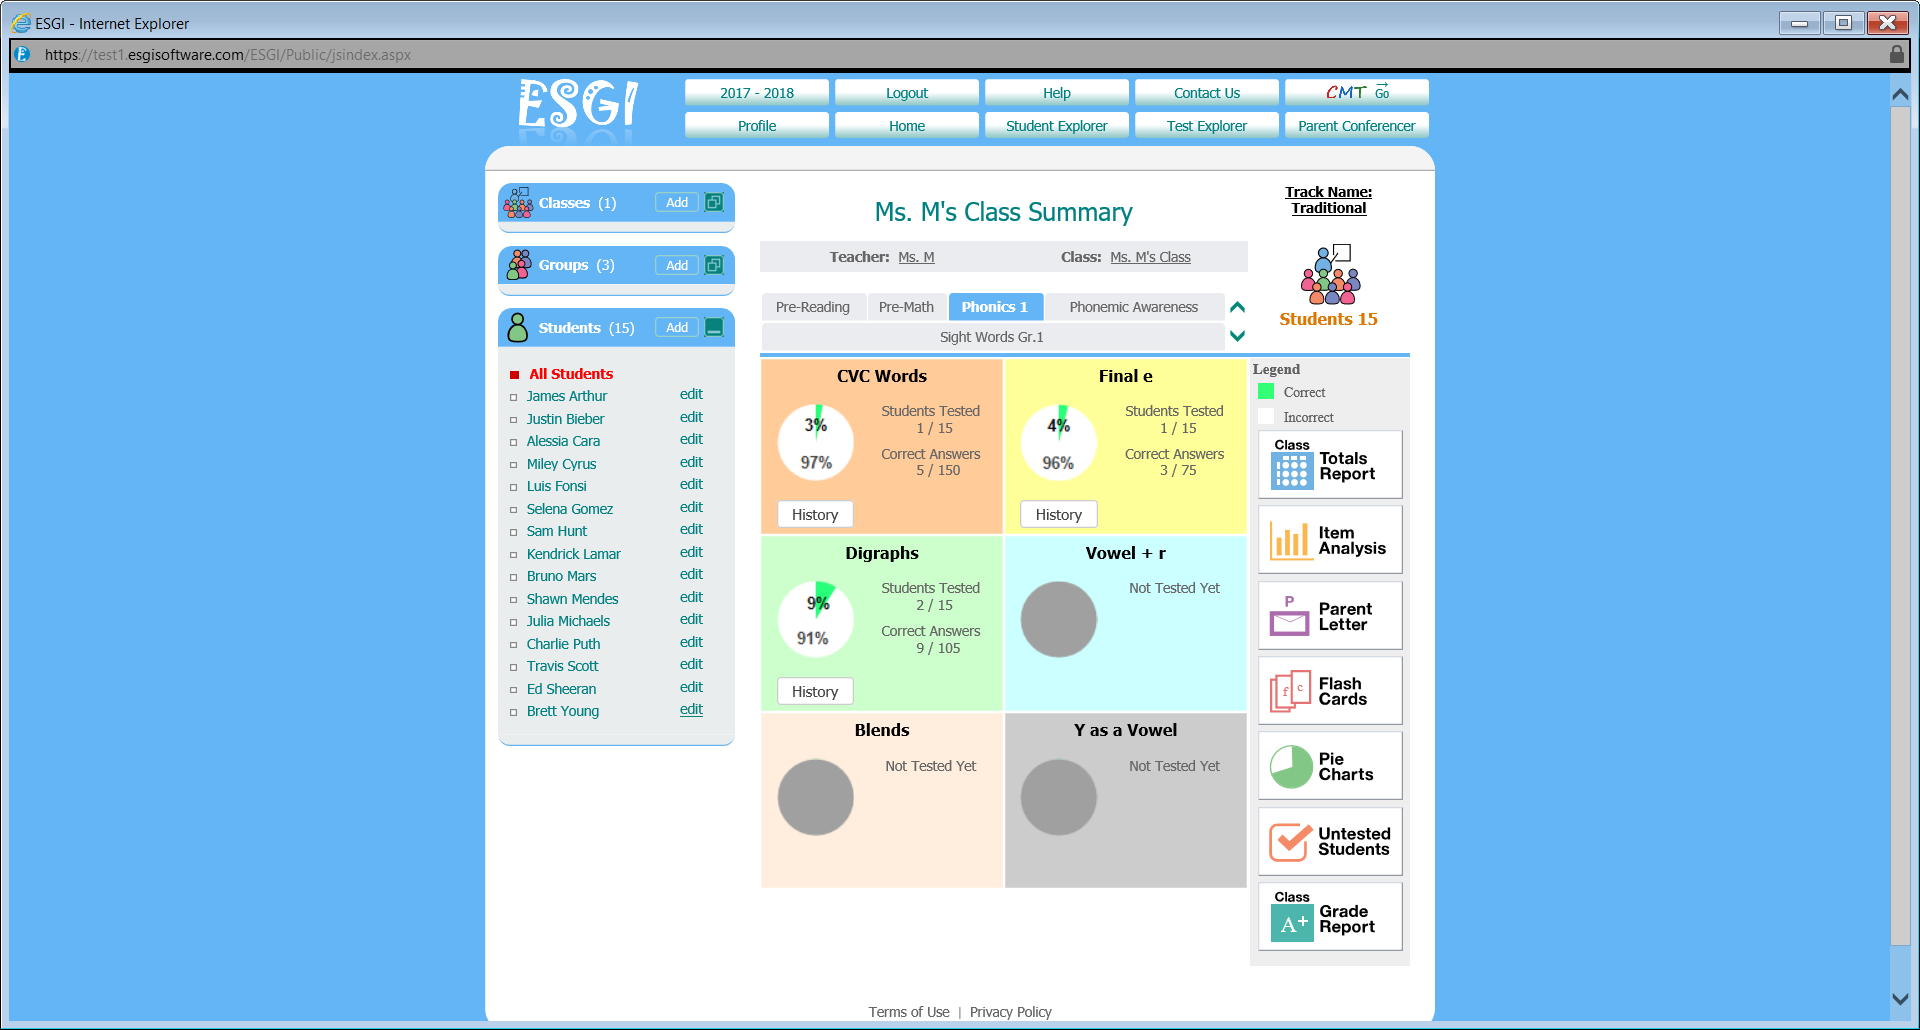 ESGI - Internet Explorer
https://test1.esgisoftware.com/ESGI/Public/jsindex.aspx
ESGI
2017 - 2018
Logout
Help
Contact Us
CMT Go
Profile
Home
Student Explorer
Test Explorer
Parent Conferencer
Classes (1)
Add
Groups (3)
Add
Students (15)
Add
All Students
James Arthur edit
Justin Bieber edit
Alessia Cara edit
Miley Cyrus edit
Luis Fonsi edit
Selena Gomez edit
Sam Hunt edit
Kendrick Lamar edit
Bruno Mars edit
Shawn Mendes edit
Julia Michaels edit
Charlie Puth edit
Travis Scott edit
Ed Sheeran edit
Brett Young edit
Ms. M's Class Summary
Track Name:
Traditional
Teacher: Ms. M
Class: Ms. M's Class
Students 15
Pre-Reading
Pre-Math
Phonics 1
Phonemic Awareness
Sight Words Gr.1
CVC Words
3%
97%
Students Tested
1 / 15
Correct Answers
5 / 150
History
Final e
4%
96%
Students Tested
1 / 15
Correct Answers
3 / 75
History
Digraphs
9%
91%
Students Tested
2 / 15
Correct Answers
9 / 105
History
Vowel + r
Not Tested Yet
Blends
Not Tested Yet
Y as a Vowel
Not Tested Yet
Legend
Correct
Incorrect
Class
Totals
Report
Item
Analysis
P
Parent
Letter
f c
Flash
Cards
Pie
Charts
Untested
Students
Class
A+
Grade
Report
Terms of Use | Privacy Policy